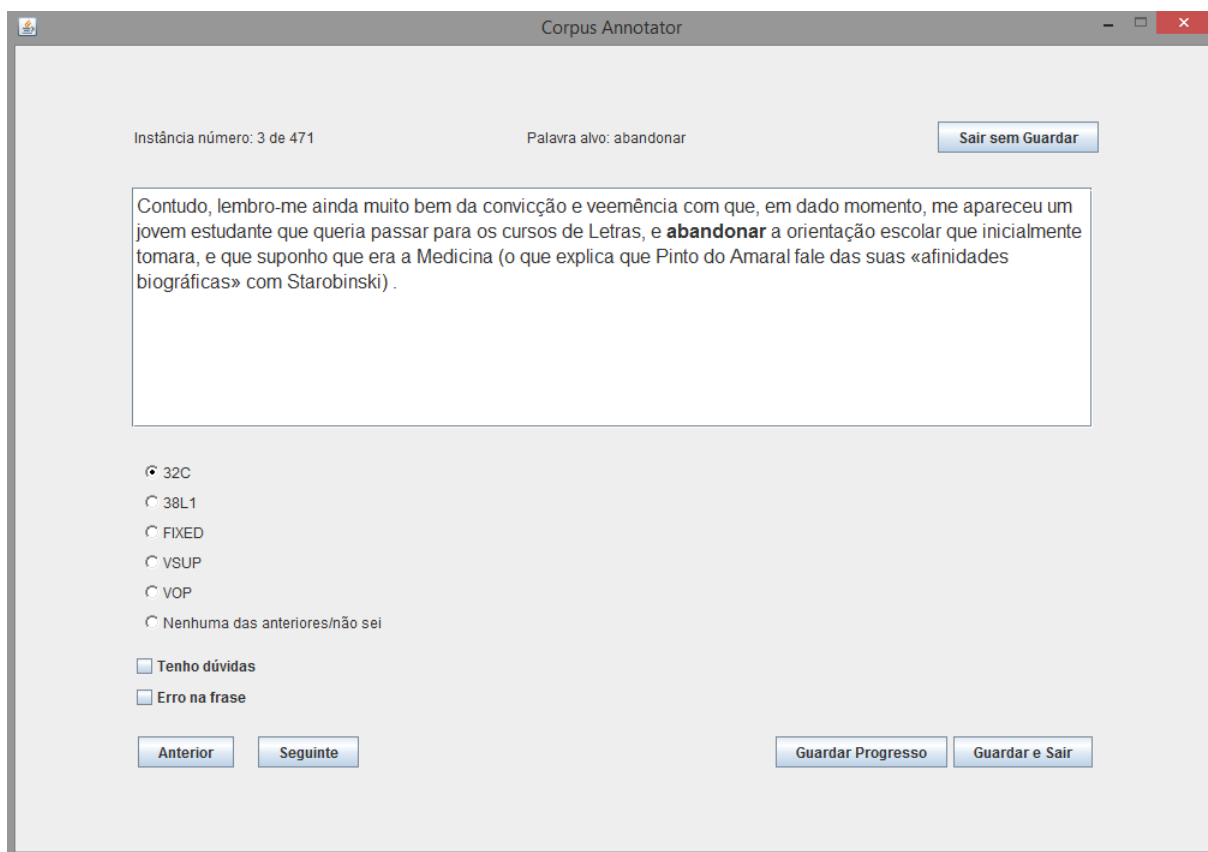 Corpus Annotator
Instância número: 3 de 471
Palavra alvo: abandonar
Sair sem Guardar
Contudo, lembro-me ainda muito bem da convicção e veemência com que, em dado momento, me apareceu um
jovem estudante que queria passar para os cursos de Letras, e abandonar a orientação escolar que inicialmente
tomara, e que suponho que era a Medicina (o que explica que Pinto do Amaral fale das suas «afinidades
biográficas» com Starobinski) .
32C
38L1
FIXED
VSUP
VOP
Nenhuma das anteriores/não sei
Tenho dúvidas
Erro na frase
Anterior
Seguinte
Guardar Progresso
Guardar e Sair